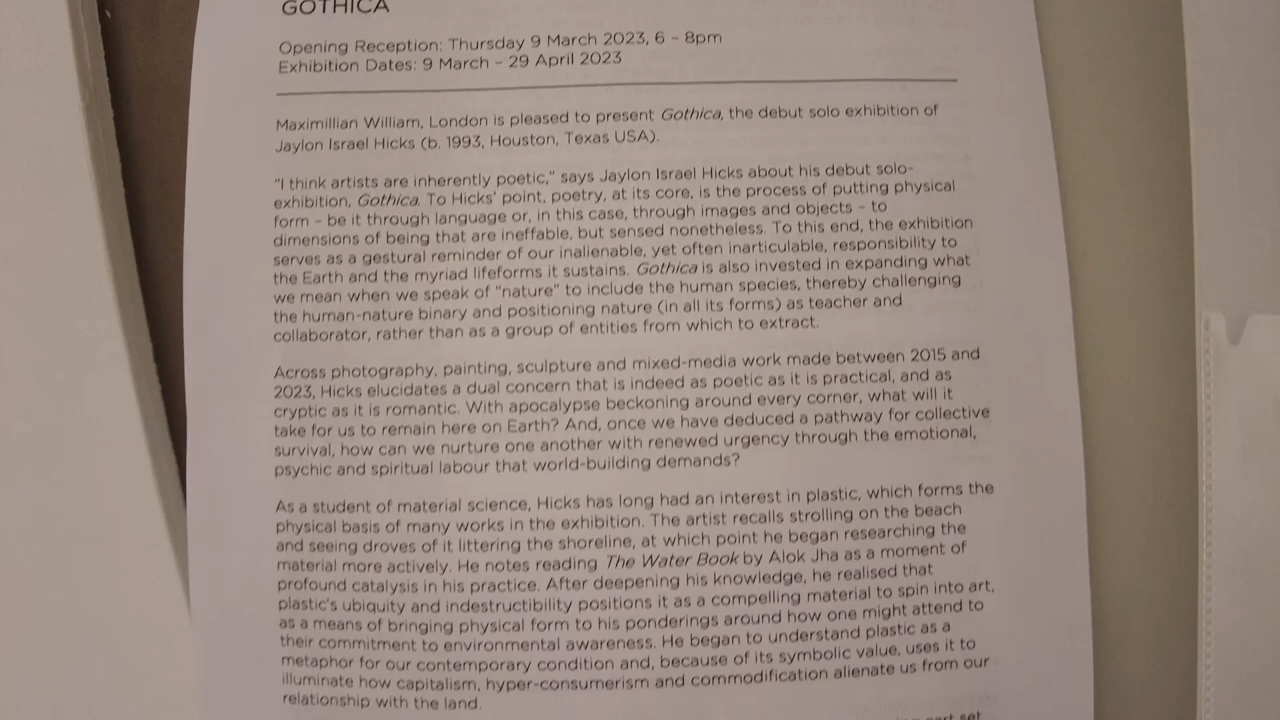 GOTHICA
Opening Reception: Thursday 9 March 2023, 6 – 8pm
Exhibition Dates: 9 March – 29 April 2023
Maximillian William, London is pleased to present Gothica, the debut solo exhibition of
Jaylon Israel Hicks (b. 1993, Houston, Texas USA).
“I think artists are inherently poetic,” says Jaylon Israel Hicks about his debut solo-
exhibition, Gothica. To Hicks’ point, poetry, at its core, is the process of putting physical
form – be it through language or, in this case, through images and objects – to
dimensions of being that are ineffable, but sensed nonetheless. To this end, the exhibition
serves as a gestural reminder of our inalienable, yet often inarticulable, responsibility to
the Earth and the myriad lifeforms it sustains. Gothica is also invested in expanding what
we mean when we speak of “nature” to include the human species, thereby challenging
the human-nature binary and positioning nature (in all its forms) as teacher and
collaborator, rather than as a group of entities from which to extract.
Across photography, painting, sculpture and mixed-media work made between 2015 and
2023, Hicks elucidates a dual concern that is indeed as poetic as it is practical, and as
cryptic as it is romantic. With apocalypse beckoning around every corner, what will it
take for us to remain here on Earth? And, once we have deduced a pathway for collective
survival, how can we nurture one another with renewed urgency through the emotional,
psychic and spiritual labour that world-building demands?
As a student of material science, Hicks has long had an interest in plastic, which forms the
physical basis of many works in the exhibition. The artist recalls strolling on the beach
and seeing droves of it littering the shoreline, at which point he began researching the
material more actively. He notes reading The Water Book by Alok Jha as a moment of
profound catalysis in his practice. After deepening his knowledge, he realised that
plastic’s ubiquity and indestructibility positions it as a compelling material to spin into art,
as a means of bringing physical form to his ponderings around how one might attend to
their commitment to environmental awareness. He began to understand plastic as a
metaphor for our contemporary condition and, because of its symbolic value, uses it to
illuminate how capitalism, hyper-consumerism and commodification alienate us from our
relationship with the land.
part set